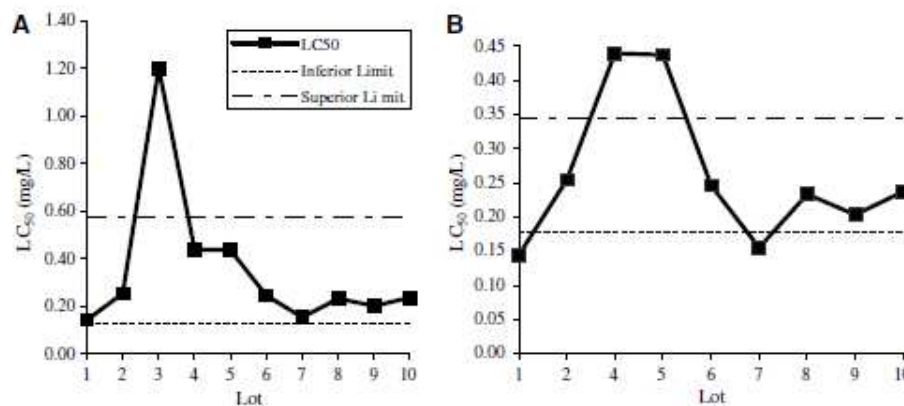 A
1.40
1.20
1.00
0.80
0.60
0.40
0.20
0.00
LC50 (mg/L)
1 2 3 4 5 6 7 8 9 10
Lot
LC50
Inferior Limit
Superior Li mit
B
0.45
0.40
0.35
0.30
0.25
0.20
0.15
0.10
0.05
0.00
LC50 (mg/L)
1 2 4 5 6 7 8 9 10
Lot